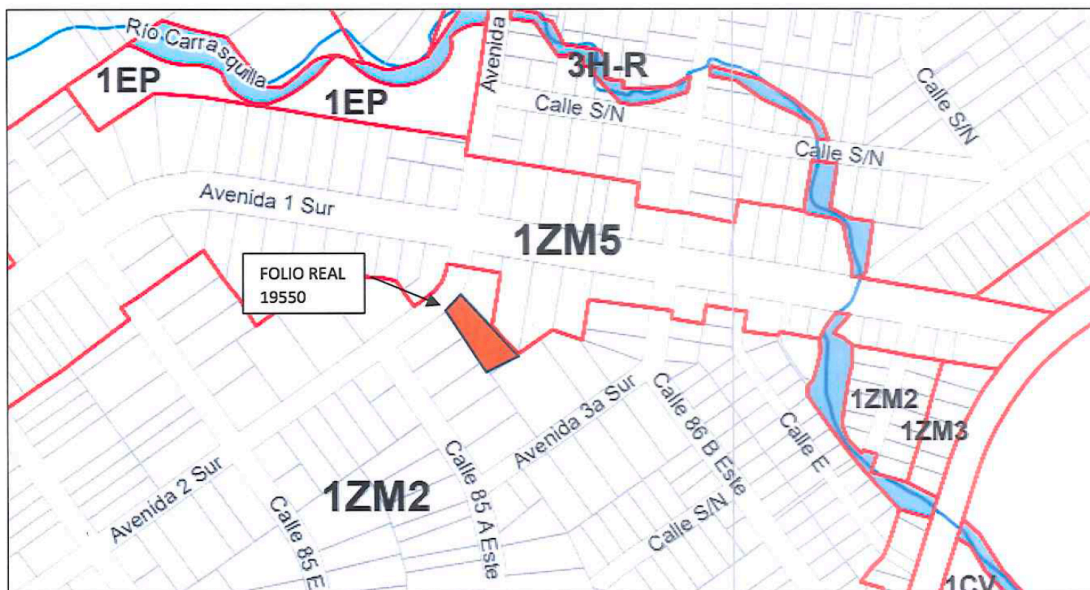 Río Carrasquilla
1EP
1EP
Avenida
3H-R
Calle S/N
Calle S/N
Calle S/N
Avenida 1 Sur
1ZM5
FOLIO REAL
19550
Avenida 2 Sur
1ZM2
Calle 85 E
Calle 85 A Este
Avenida 3a Sur
Calle 86 B Este
Calle S/N
Calle E
1ZM2
1ZM3
1CV